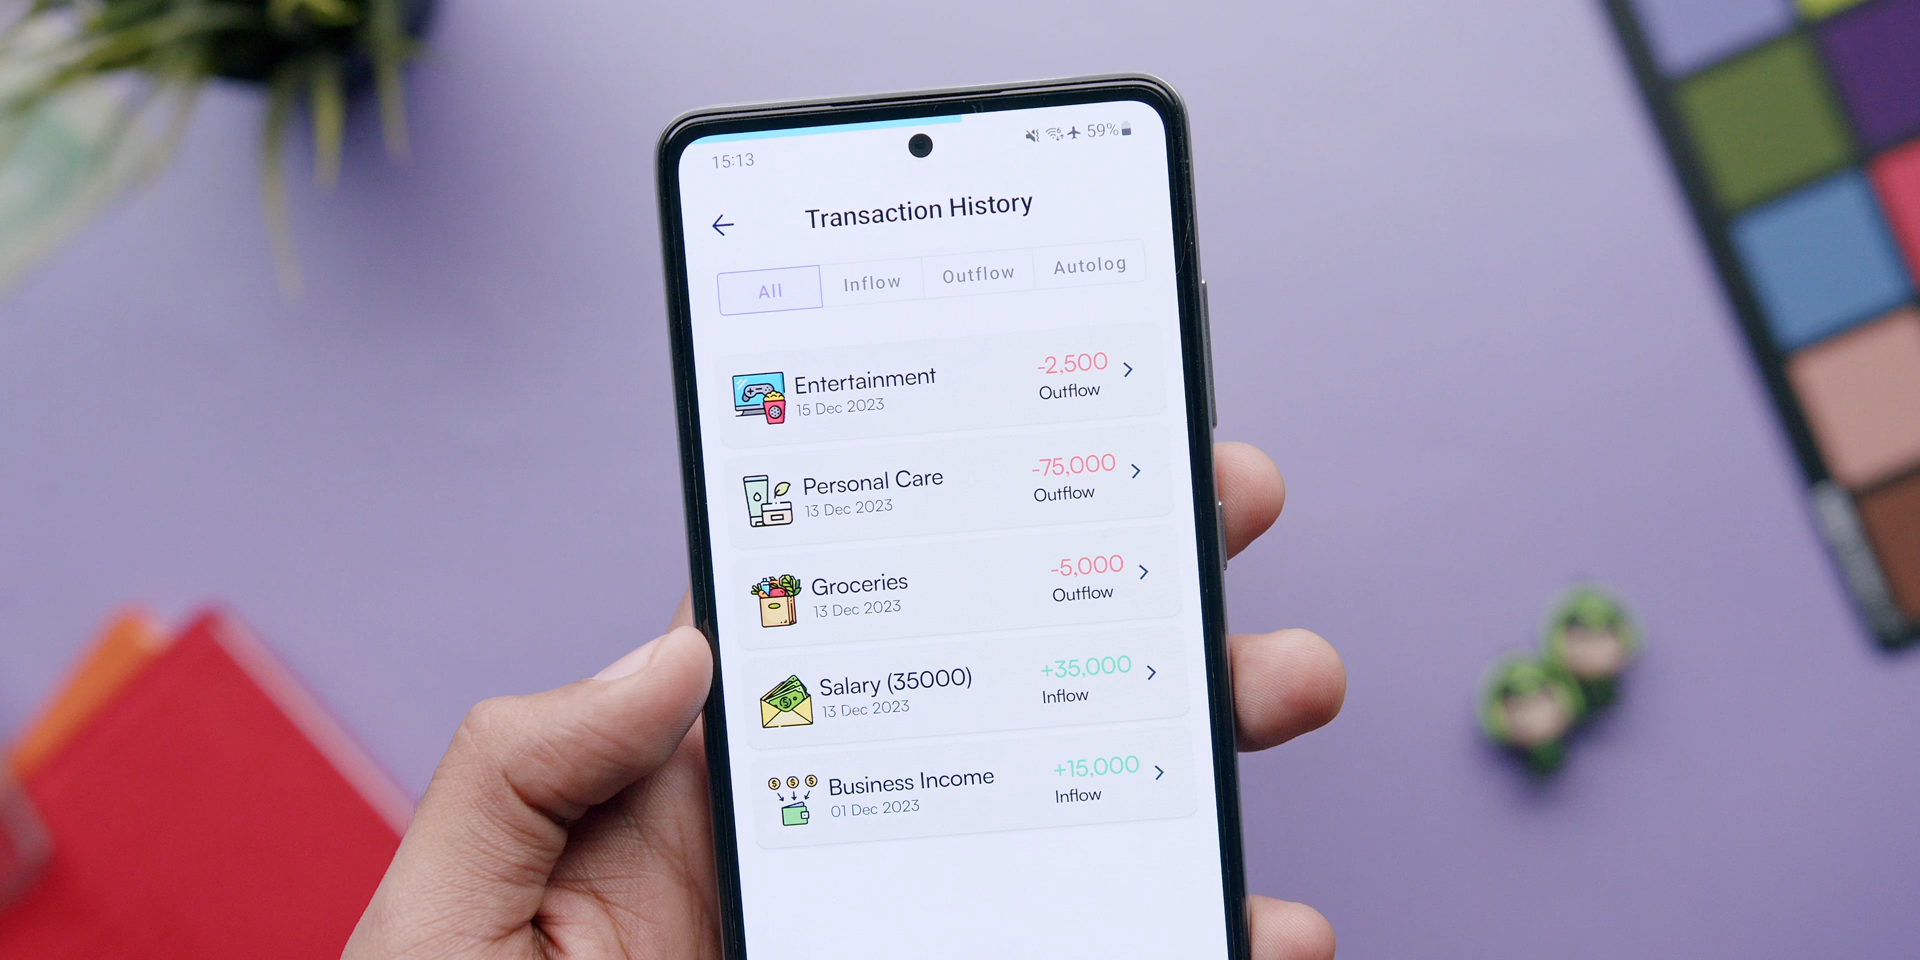 15:13
59%
Transaction History
All Inflow Outflow Autolog
Entertainment -2,500
15 Dec 2023 Outflow
Personal Care -75,000
13 Dec 2023 Outflow
Groceries -5,000
13 Dec 2023 Outflow
Salary (35000) +35,000
13 Dec 2023 Inflow
Business Income +15,000
01 Dec 2023 Inflow